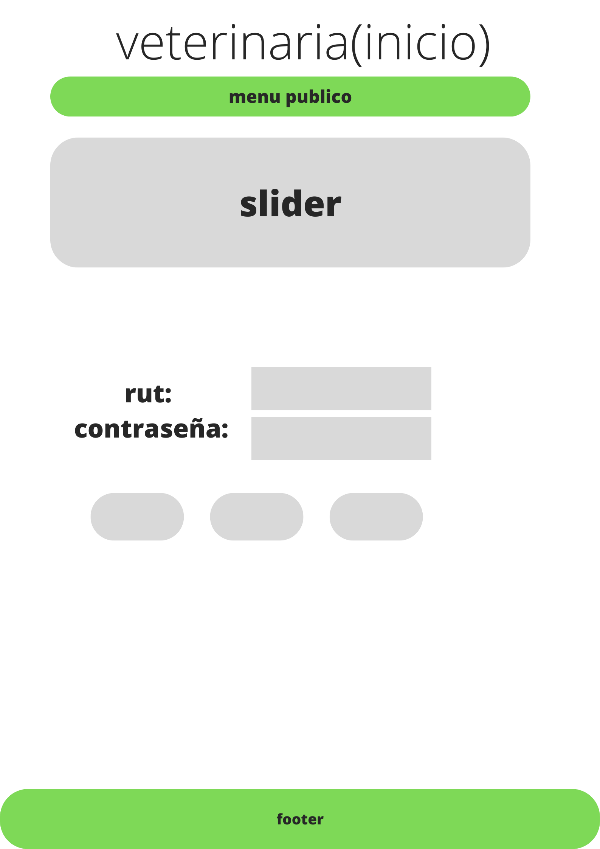 veterinaria(inicio)
menu publico
slider
rut:
contraseña:
footer